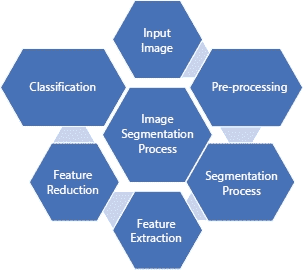 Input
Image
Pre-processing
Segmentation
Process
Feature
Extraction
Feature
Reduction
Classification
Image
Segmentation
Process